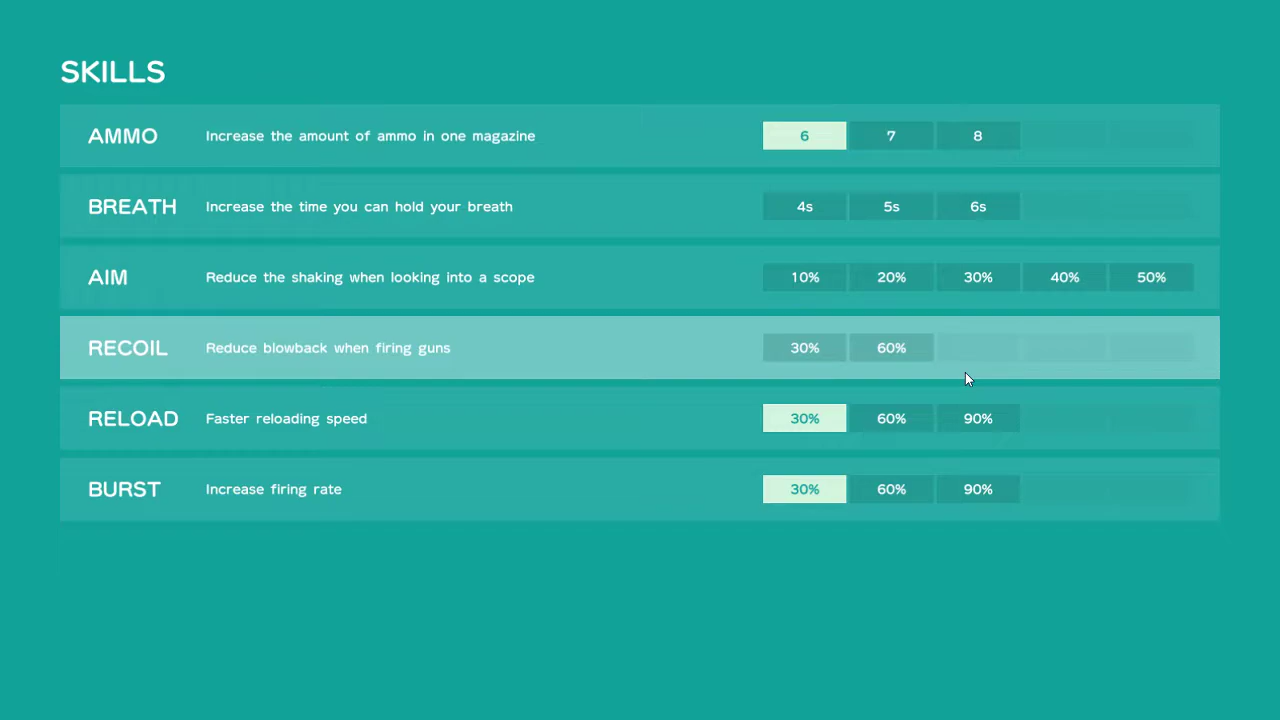 SKILLS
AMMO Increase the amount of ammo in one magazine 6 7 8
BREATH Increase the time you can hold your breath 4s 5s 6s
AIM Reduce the shaking when looking into a scope 10% 20% 30% 40% 50%
RECOIL Reduce blowback when firing guns 30% 60%
RELOAD Faster reloading speed 30% 60% 90%
BURST Increase firing rate 30% 60% 90%